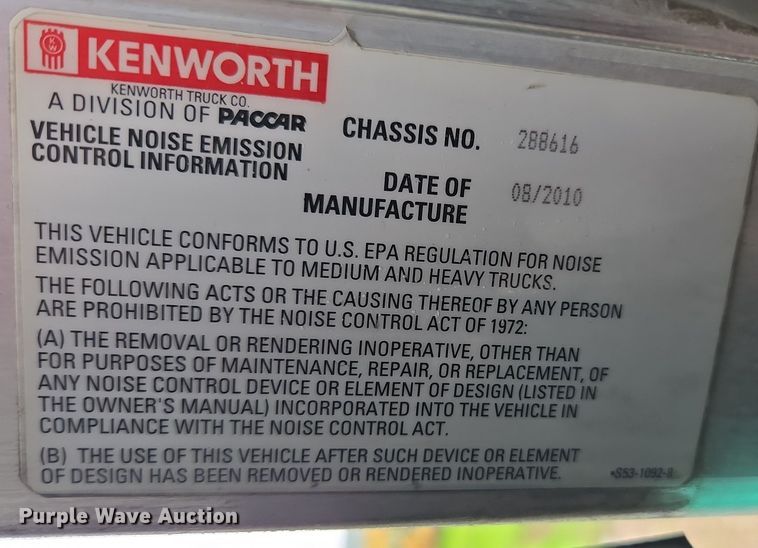 KW KENWORTH
KENWORTH TRUCK CO.
A DIVISION OF PACCAR
VEHICLE NOISE EMISSION
CONTROL INFORMATION
CHASSIS NO. 288616
DATE OF
MANUFACTURE 08/2010
THIS VEHICLE CONFORMS TO U.S. EPA REGULATION FOR NOISE
EMISSION APPLICABLE TO MEDIUM AND HEAVY TRUCKS.
THE FOLLOWING ACTS OR THE CAUSING THEREOF BY ANY PERSON
ARE PROHIBITED BY THE NOISE CONTROL ACT OF 1972:
(A) THE REMOVAL OR RENDERING INOPERATIVE, OTHER THAN
FOR PURPOSES OF MAINTENANCE, REPAIR, OR REPLACEMENT, OF
ANY NOISE CONTROL DEVICE OR ELEMENT OF DESIGN (LISTED IN
THE OWNER'S MANUAL) INCORPORATED INTO THE VEHICLE IN
COMPLIANCE WITH THE NOISE CONTROL ACT.
(B) THE USE OF THIS VEHICLE AFTER SUCH DEVICE OR ELEMENT
OF DESIGN HAS BEEN REMOVED OR RENDERED INOPERATIVE. •S53-1092-B
Purple Wave Auction